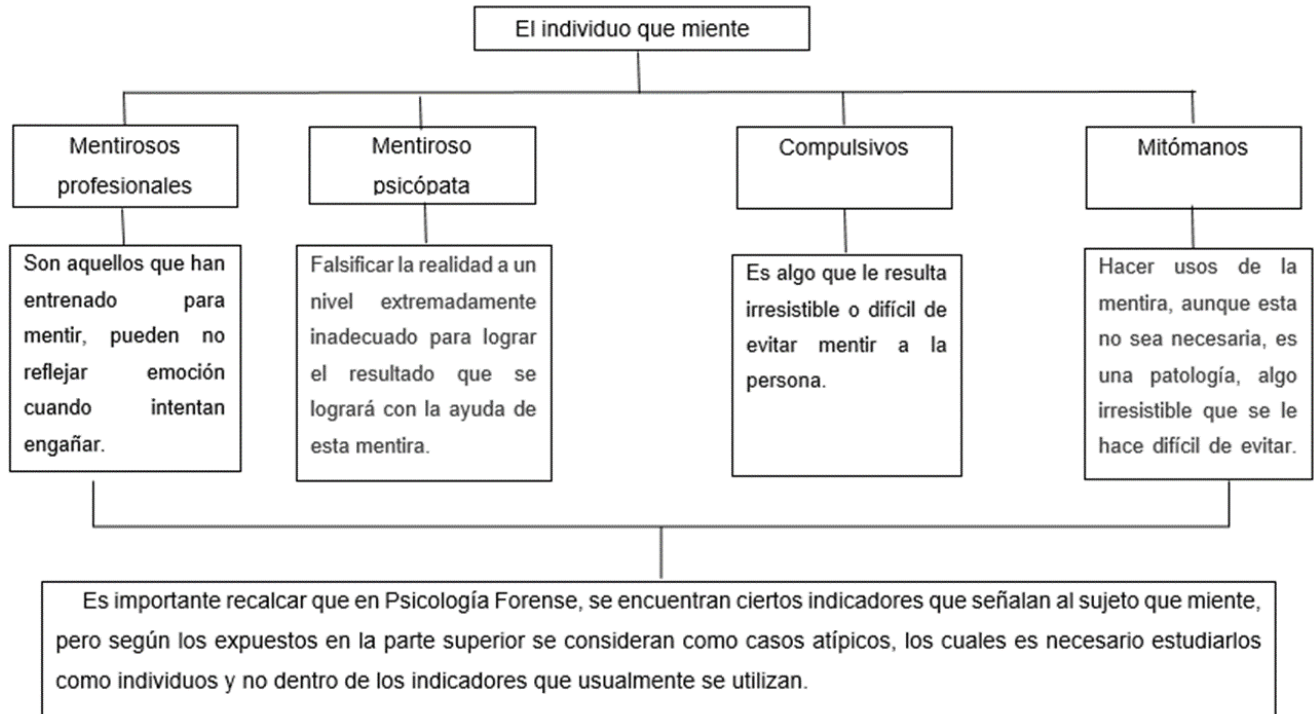 El individuo que miente
Mentirosos
profesionales
Mentiroso
psicópata
Compulsivos
Mitómanos
Son aquellos que han
entrenado para
mentir, pueden no
reflejar emoción
cuando intentan
engañar.
Falsificar la realidad a un
nivel extremadamente
inadecuado para lograr
el resultado que se
logrará con la ayuda de
esta mentira.
Es algo que le resulta
irresistible o difícil de
evitar mentir a la
persona.
Hacer usos de la
mentira, aunque esta
no sea necesaria, es
una patología, algo
irresistible que se le
hace difícil de evitar.
Es importante recalcar que en Psicología Forense, se encuentran ciertos indicadores que señalan al sujeto que miente,
pero según los expuestos en la parte superior se consideran como casos atípicos, los cuales es necesario estudiarlos
como individuos y no dentro de los indicadores que usualmente se utilizan.